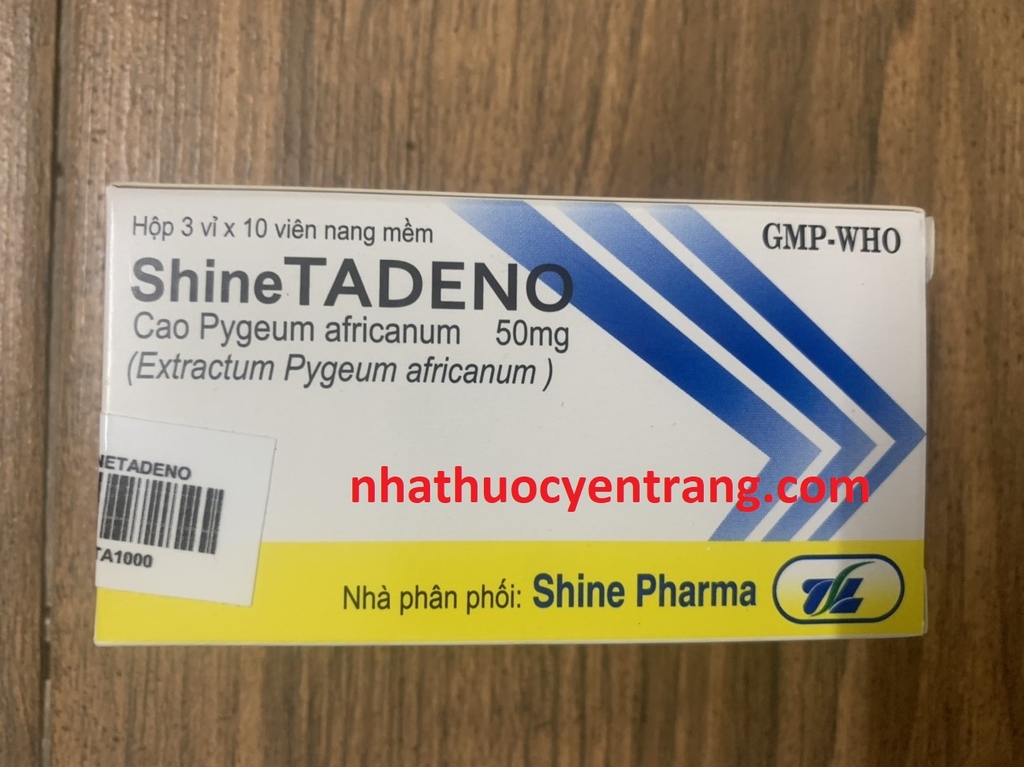 Hộp 3 vỉ x 10 viên nang mềm
GMP-WHO
ShineTADENO
Cao Pygeum africanum 50mg
(Extractum Pygeum africanum )
NETADENO
TA1000
nhathuocyentrang.com
Nhà phân phối: Shine Pharma